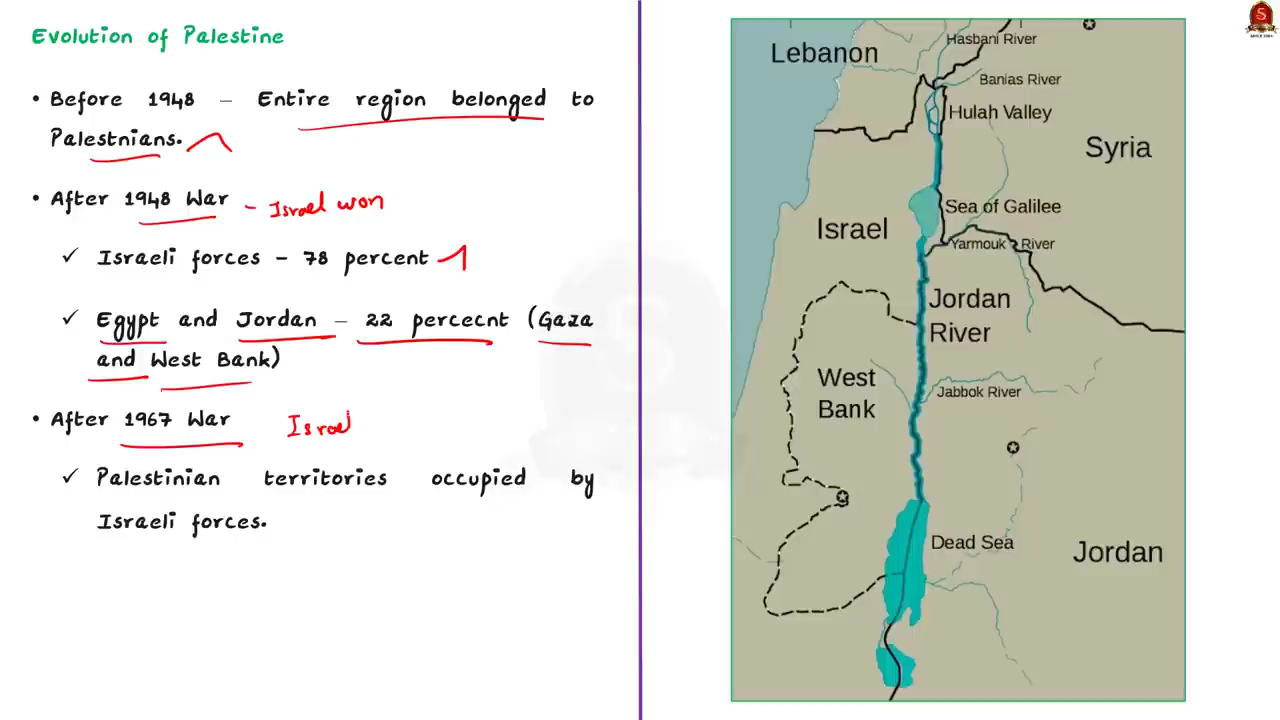 Evolution of Palestine
• Before 1948 – Entire region belonged to
Palestnians.
• After 1948 War - Israel won
✓ Israeli forces – 78 percent
✓ Egypt and Jordan – 22 percecnt (Gaza
and West Bank)
• After 1967 War Israel
✓ Palestinian territories occupied by
Israeli forces.
Lebanon
Hasbani River
Banias River
Hulah Valley
Syria
Sea of Galilee
Israel
Yarmouk River
Jordan
River
West
Bank
Jabbok River
Dead Sea
Jordan
S